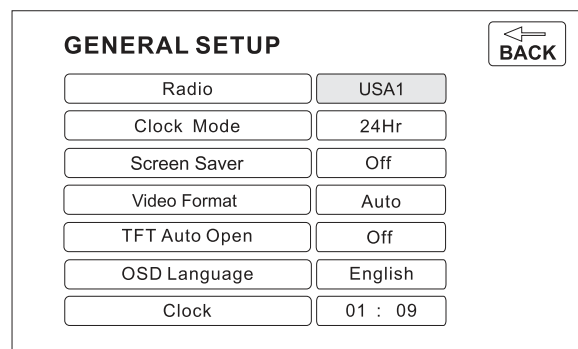 GENERAL SETUP
BACK
Radio USA1
Clock Mode 24Hr
Screen Saver Off
Video Format Auto
TFT Auto Open Off
OSD Language English
Clock 01 : 09